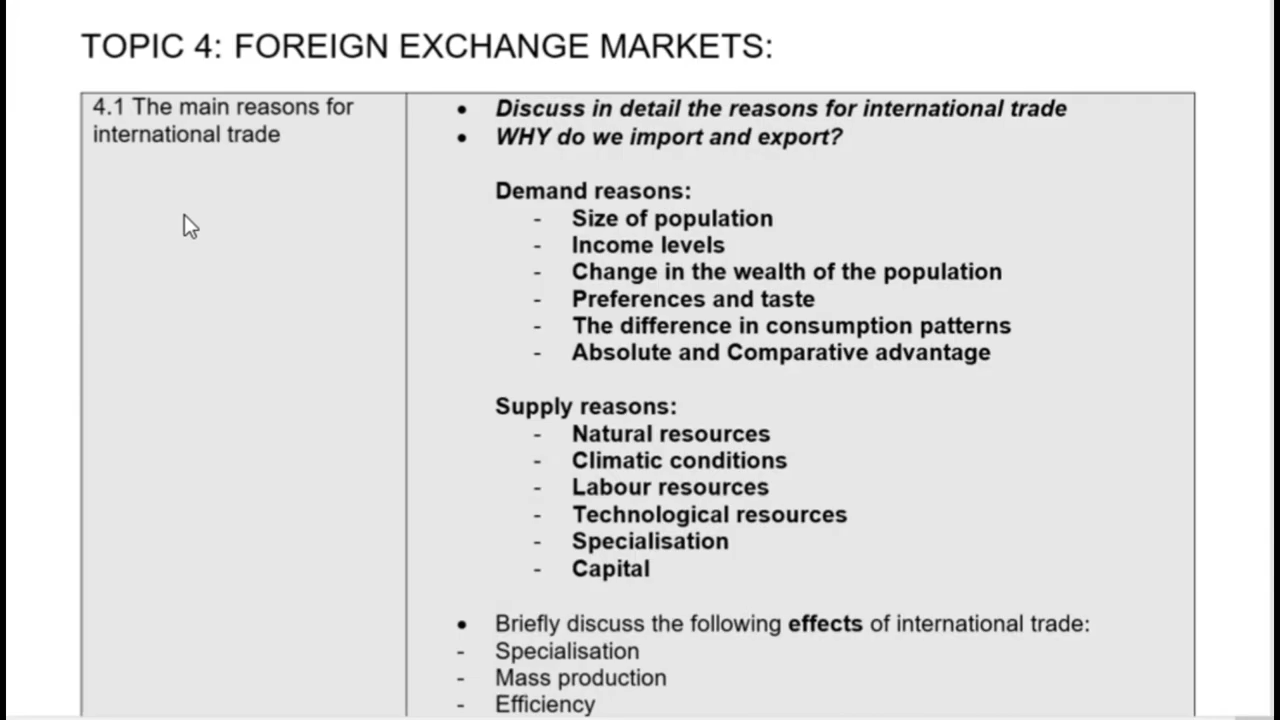 TOPIC 4: FOREIGN EXCHANGE MARKETS:
4.1 The main reasons for
international trade
• Discuss in detail the reasons for international trade
• WHY do we import and export?
Demand reasons:
- Size of population
- Income levels
- Change in the wealth of the population
- Preferences and taste
- The difference in consumption patterns
- Absolute and Comparative advantage
Supply reasons:
- Natural resources
- Climatic conditions
- Labour resources
- Technological resources
- Specialisation
- Capital
• Briefly discuss the following effects of international trade:
- Specialisation
- Mass production
- Efficiency